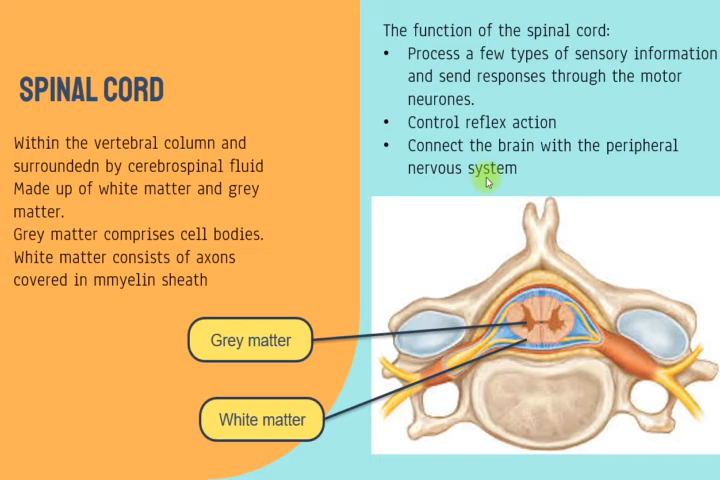 SPINAL CORD
Within the vertebral column and
surroundedn by cerebrospinal fluid
Made up of white matter and grey
matter.
Grey matter comprises cell bodies.
White matter consists of axons
covered in mmyelin sheath
The function of the spinal cord:
• Process a few types of sensory information
and send responses through the motor
neurones.
• Control reflex action
• Connect the brain with the peripheral
nervous system
Grey matter
White matter